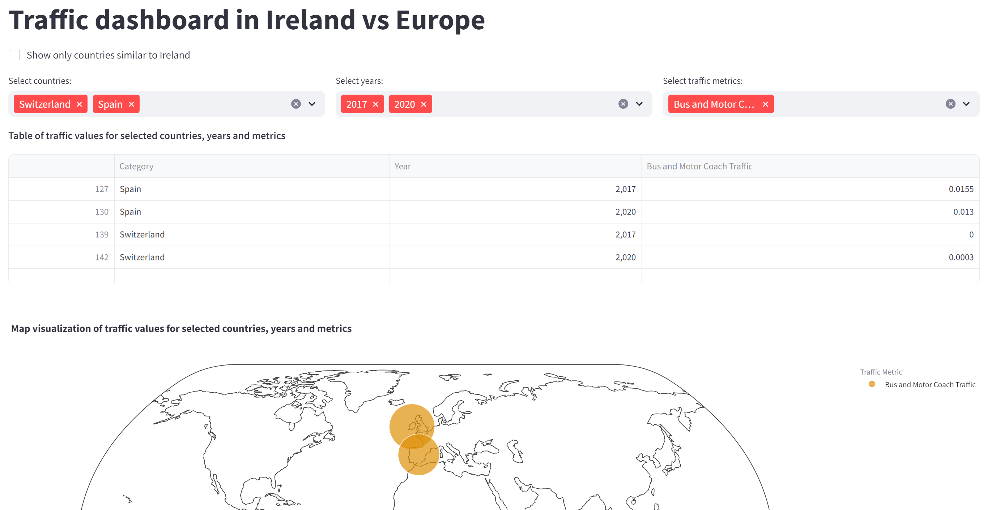 Traffic dashboard in Ireland vs Europe
Show only countries similar to Ireland
Select countries:
Select years:
Select traffic metrics:
Switzerland
Spain
2017
2020
Bus and Motor C...
Table of traffic values for selected countries, years and metrics
Category Year Bus and Motor Coach Traffic
127 Spain 2,017 0.0155
130 Spain 2,020 0.013
139 Switzerland 2,017 0
142 Switzerland 2,020 0.0003
Map visualization of traffic values for selected countries, years and metrics
Traffic Metric
Bus and Motor Coach Traffic